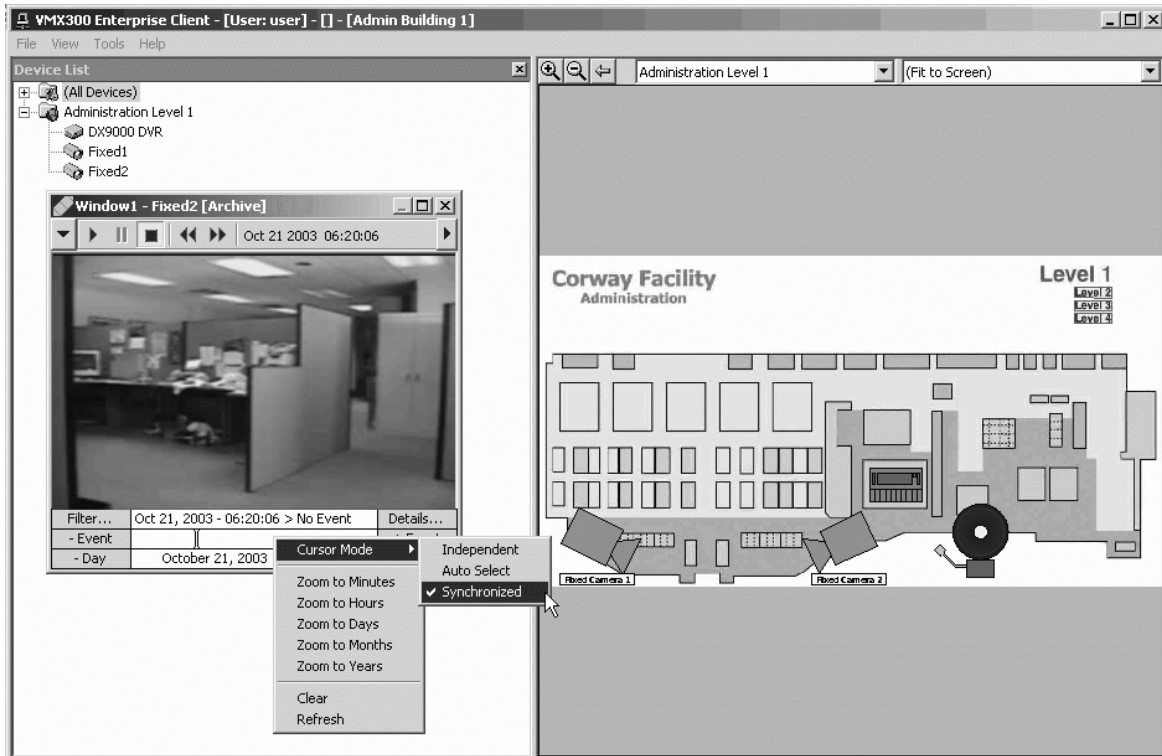 VMX300 Enterprise Client - [User: user] - [] - [Admin Building 1]
File View Tools Help
Device List
(All Devices)
Administration Level 1
DX9000 DVR
Fixed1
Fixed2
Administration Level 1
(Fit to Screen)
Window1 - Fixed2 [Archive]
Oct 21 2003 06:20:06
Filter... Oct 21, 2003 - 06:20:06 > No Event Details...
- Event
- Day October 21, 2003
Cursor Mode
Zoom to Minutes
Zoom to Hours
Zoom to Days
Zoom to Months
Zoom to Years
Clear
Refresh
Independent
Auto Select
Synchronized
Corway Facility
Administration
Level 1
Level 2
Level 3
Level 4
Fixed Camera 1
Fixed Camera 2